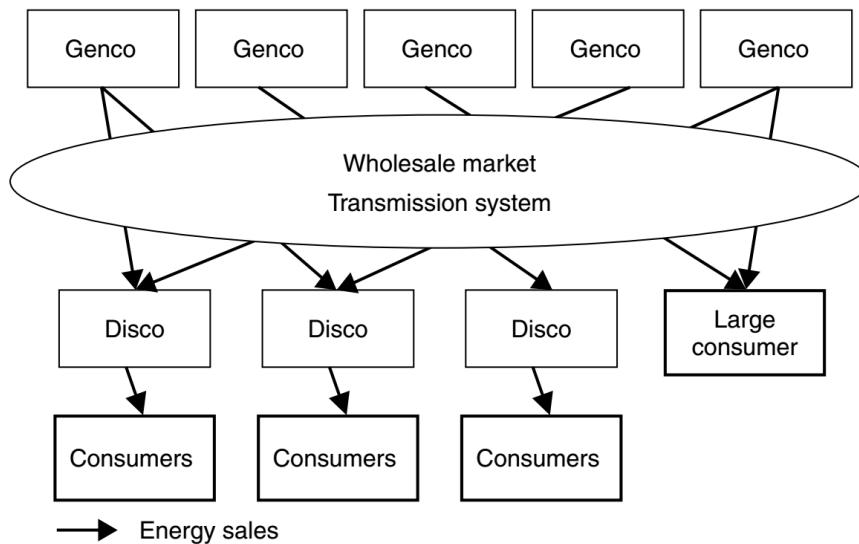 Genco
Genco
Genco
Genco
Genco
Wholesale market
Transmission system
Disco
Disco
Disco
Large
consumer
Consumers
Consumers
Consumers
Energy sales